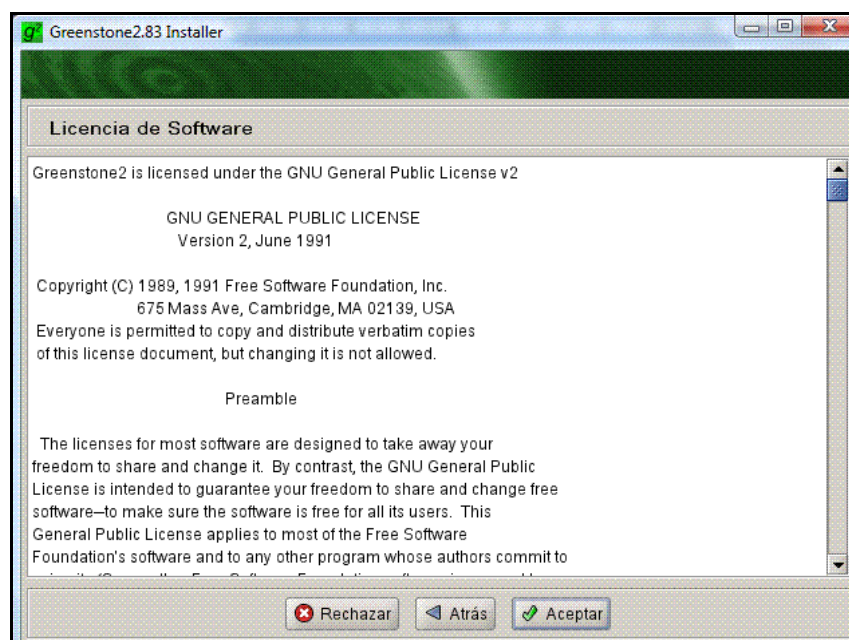 Greenstone2.83 Installer
Licencia de Software
Greenstone2 is licensed under the GNU General Public License v2
GNU GENERAL PUBLIC LICENSE
Version 2, June 1991
Copyright (C) 1989, 1991 Free Software Foundation, Inc.
675 Mass Ave, Cambridge, MA 02139, USA
Everyone is permitted to copy and distribute verbatim copies
of this license document, but changing it is not allowed.
Preamble
The licenses for most software are designed to take away your
freedom to share and change it. By contrast, the GNU General Public
License is intended to guarantee your freedom to share and change free
software—to make sure the software is free for all its users. This
General Public License applies to most of the Free Software
Foundation's software and to any other program whose authors commit to
Rechazar
Atrás
Aceptar